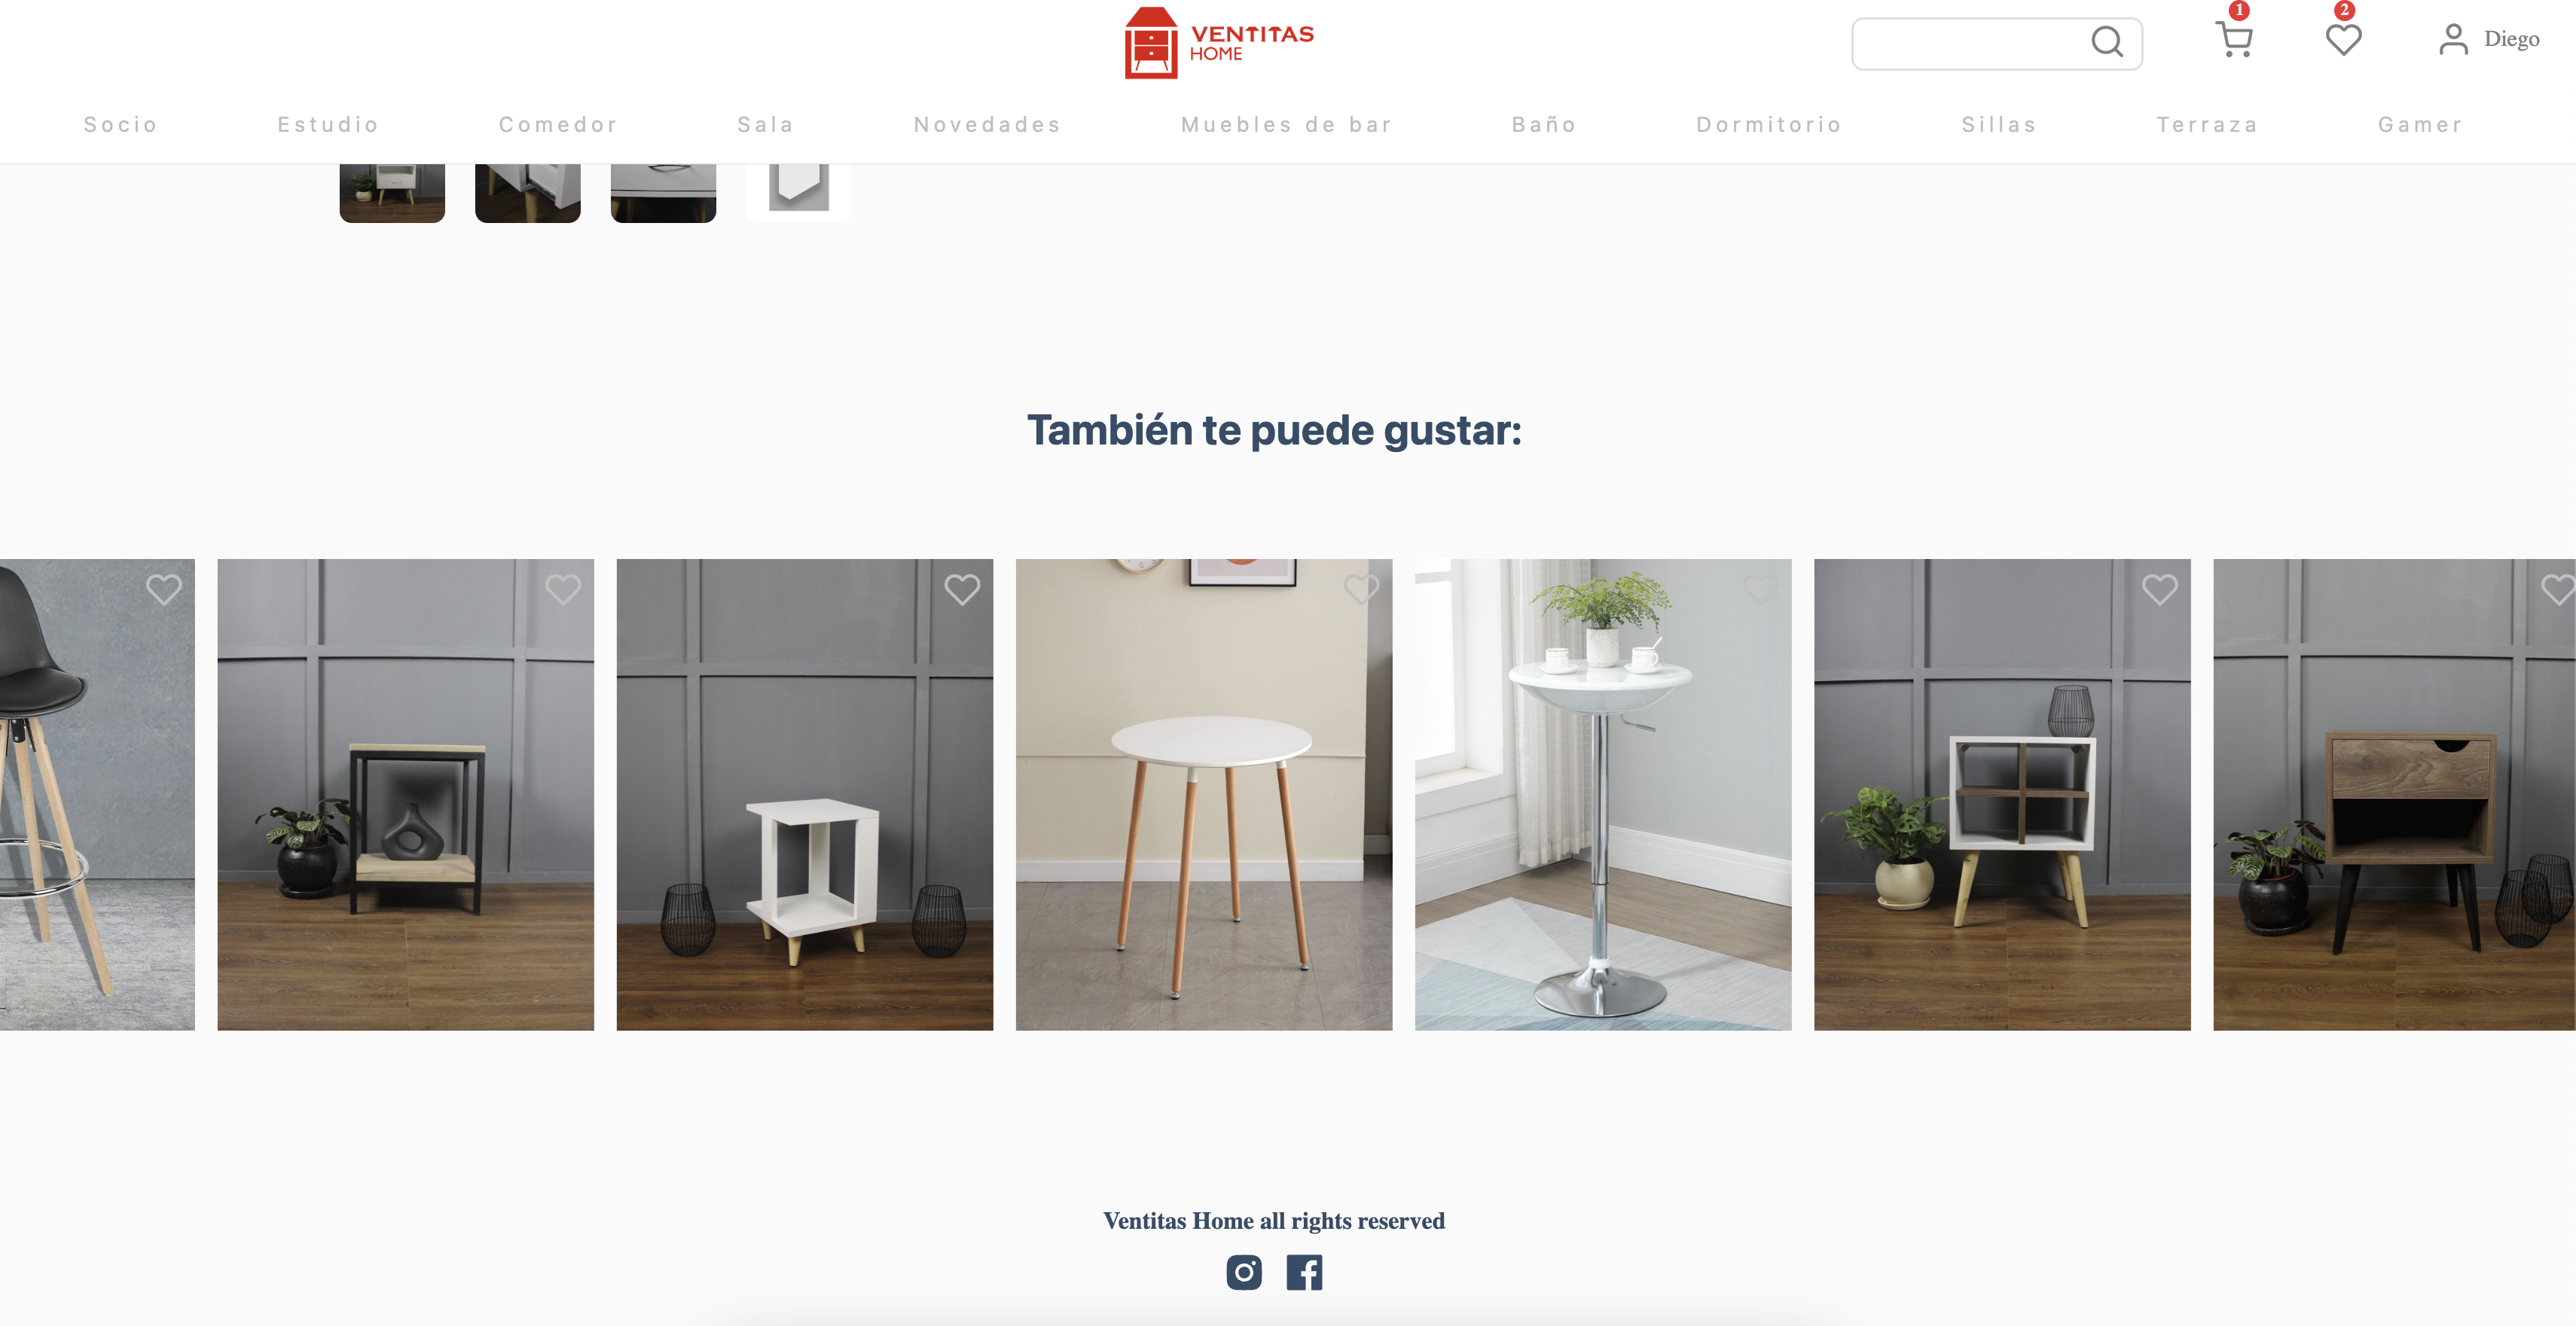 VENTITAS
HOME
1
2
Diego
Socio
Estudio
Comedor
Sala
Novedades
Muebles de bar
Baño
Dormitorio
Sillas
Terraza
Gamer
También te puede gustar:
Ventitas Home all rights reserved